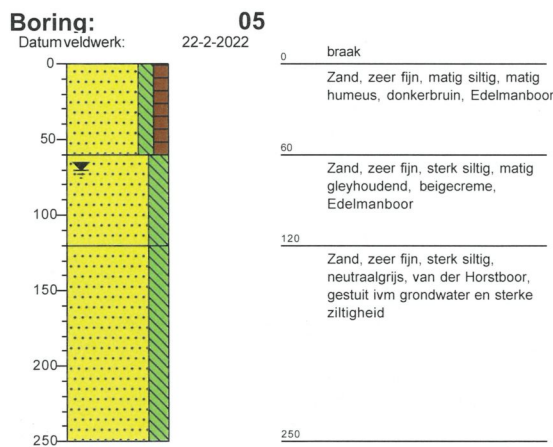 Boring: 05
Datum veldwerk: 22-2-2022
0
50
100
150
200
250
0 braak
Zand, zeer fijn, matig siltig, matig
humeus, donkerbruin, Edelmanboor
60
Zand, zeer fijn, sterk siltig, matig
gleyhoudend, beigecreme,
Edelmanboor
120
Zand, zeer fijn, sterk siltig,
neutraalgrijs, van der Horstboor,
gestuit ivm grondwater en sterke
ziltigheid
250